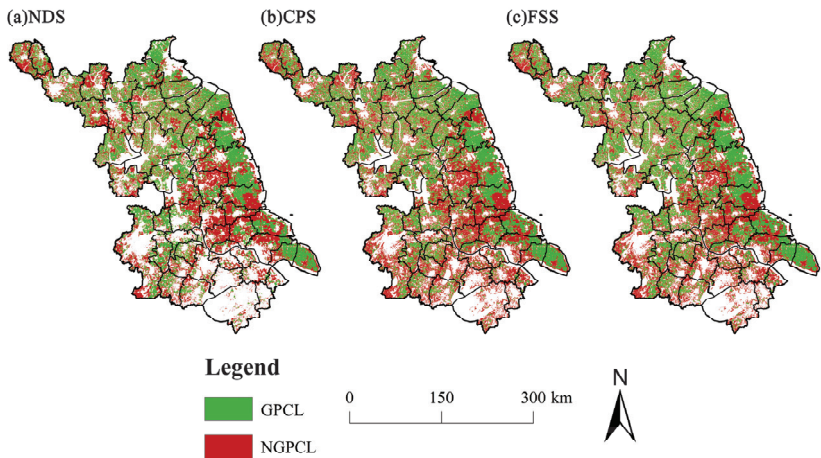 (a)NDS (b)CPS (c)FSS
Legend
GPCL
NGPCL
0 150 300 km
N